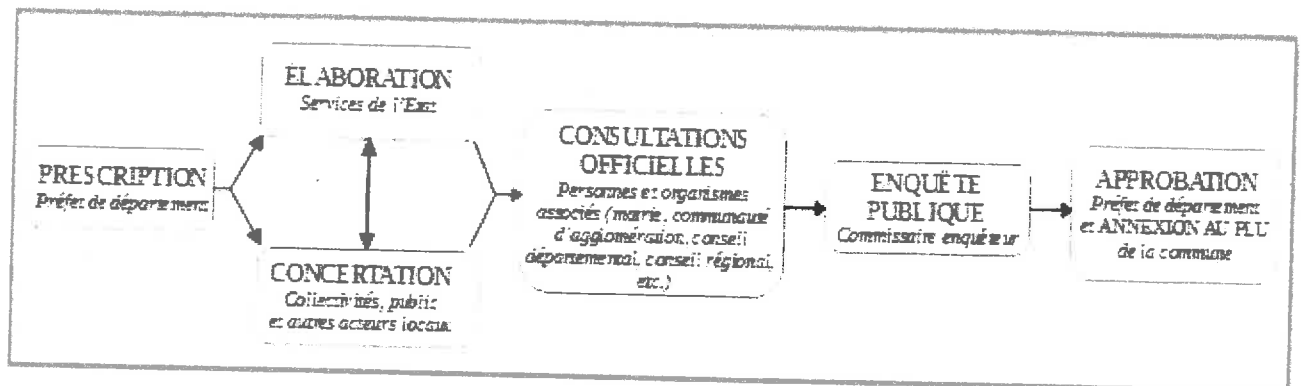 PRESCRIPTION
Préfet de département
ÉLABORATION
Services de l'Etat
CONCERTATION
Collectivités, public
et autres acteurs locaux
CONSULTATIONS
OFFICIELLES
Personnes et organismes
associés (mairie, communauté
d'agglomération, conseil
départemental, conseil régional,
etc.)
ENQUÊTE
PUBLIQUE
Commissaire enquêteur
APPROBATION
Préfet de département
et ANNEXION AU PLU
de la commune